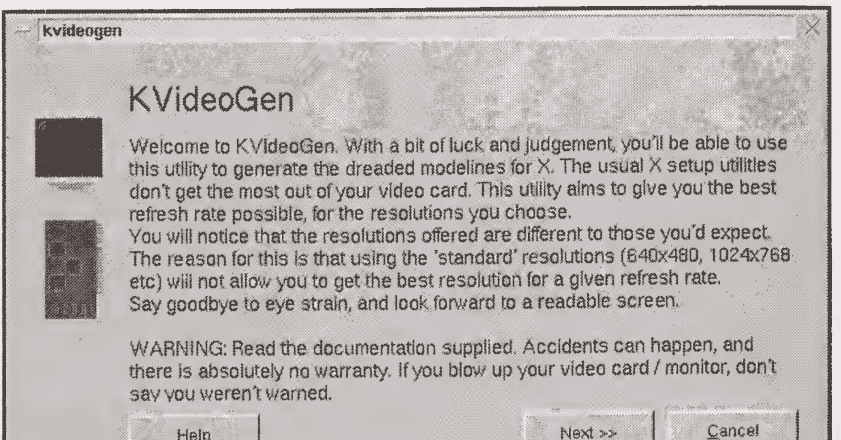 kvideogen
KVideoGen
Welcome to KVideoGen. With a bit of luck and judgement, you'll be able to use
this utility to generate the dreaded modelines for X. The usual X setup utilities
don't get the most out of your video card. This utility aims to give you the best
refresh rate possible, for the resolutions you choose.
You will notice that the resolutions offered are different to those you'd expect.
The reason for this is that using the 'standard' resolutions (640x480, 1024x768
etc) will not allow you to get the best resolution for a given refresh rate.
Say goodbye to eye strain, and look forward to a readable screen.
WARNING: Read the documentation supplied. Accidents can happen, and
there is absolutely no warranty. If you blow up your video card / monitor, don't
say you weren't warned.
Help Next >> Cancel